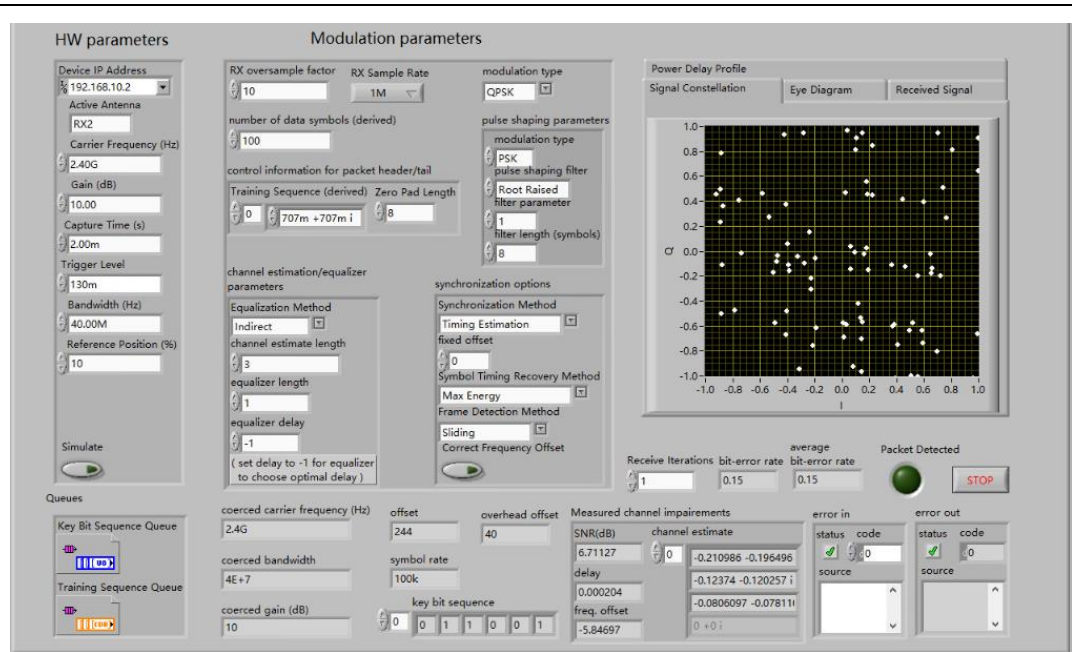 HW parameters
Modulation parameters
Device IP Address
192.168.10.2
Active Antenna
RX2
Carrier Frequency (Hz)
2.40G
Gain (dB)
10.00
Capture Time (s)
2.00m
Trigger Level
130m
Bandwidth (Hz)
40.00M
Reference Position (%)
10
Simulate
RX oversample factor
10
RX Sample Rate
1M
modulation type
QPSK
number of data symbols (derived)
100
control information for packet header/tail
Training Sequence (derived)
0
707m +707m i
Zero Pad Length
8
pulse shaping parameters
modulation type
PSK
pulse shaping filter
Root Raised
filter parameter
1
filter length (symbols)
8
channel estimation/equalizer
parameters
Equalization Method
Indirect
channel estimate length
3
equalizer length
1
equalizer delay
-1
( set delay to -1 for equalizer
to choose optimal delay )
synchronization options
Synchronization Method
Timing Estimation
fixed offset
0
Symbol Timing Recovery Method
Max Energy
Frame Detection Method
Sliding
Correct Frequency Offset
Power Delay Profile
Signal Constellation
Eye Diagram
Received Signal
1.0
0.8
0.6
0.4
0.2
0.0
-0.2
-0.4
-0.6
-0.8
-1.0
Q
-1.0 -0.8 -0.6 -0.4 -0.2 0.0 0.2 0.4 0.6 0.8 1.0
I
Receive Iterations
1
bit-error rate
0.15
average
bit-error rate
0.15
Packet Detected
STOP
Queues
Key Bit Sequence Queue
U8
Training Sequence Queue
CDB
coerced carrier frequency (Hz)
2.4G
coerced bandwidth
4E+7
coerced gain (dB)
10
offset
244
overhead offset
40
symbol rate
100k
key bit sequence
0
0 1 1 0 0 1
Measured channel impairements
SNR(dB)
6.71127
delay
0.000204
freq. offset
-5.84697
channel estimate
0
-0.210986 -0.196496
-0.12374 -0.120257 i
-0.0806097 -0.07811
0 +0 i
error in
status code
0
source
error out
status code
0
source